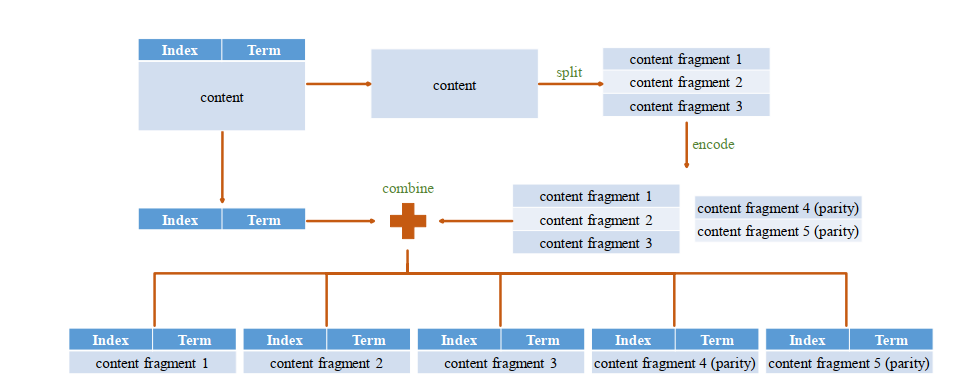 Index Term
content
content
split
content fragment 1
content fragment 2
content fragment 3
encode
combine
Index Term
content fragment 1
content fragment 2
content fragment 3
content fragment 4 (parity)
content fragment 5 (parity)
Index Term Index Term Index Term Index Term Index Term
content fragment 1 content fragment 2 content fragment 3 content fragment 4 (parity) content fragment 5 (parity)